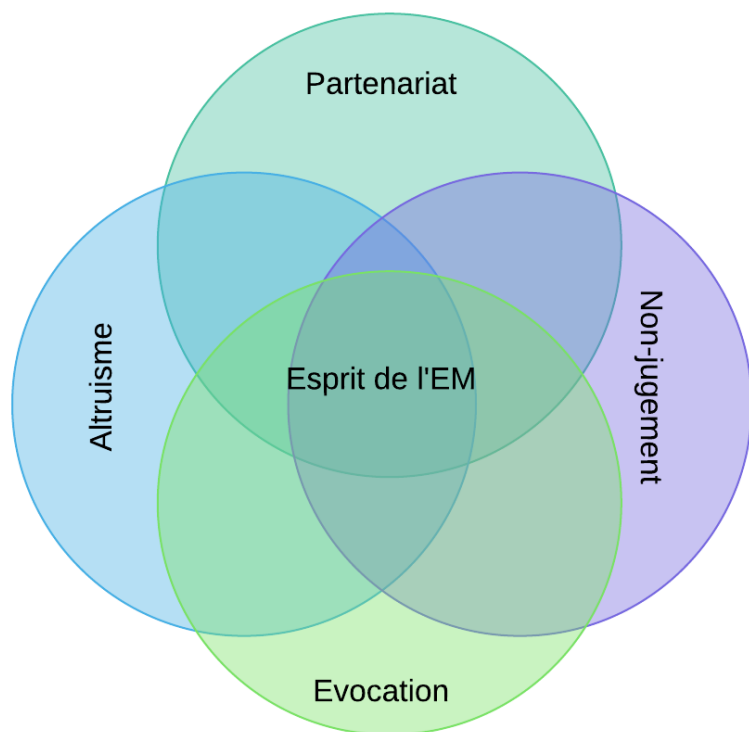 Partenariat
Altruisme
Esprit de l'EM
Non-jugement
Evocation